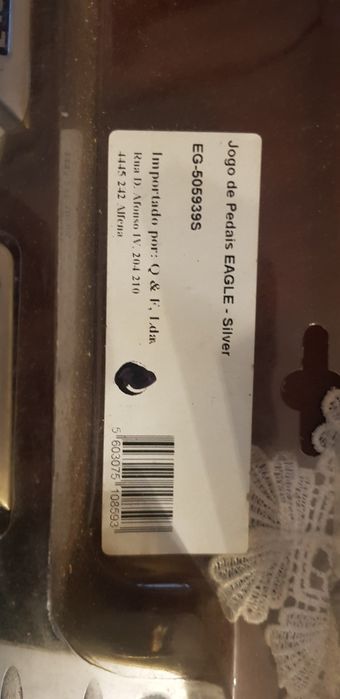 Jogo de Pedais EAGLE - Silver
EG-505939S
Importado por: Q & F, Lda.
Rua D. Afonso IV, 204 210
4445 242 Alfena
5 603075 108593